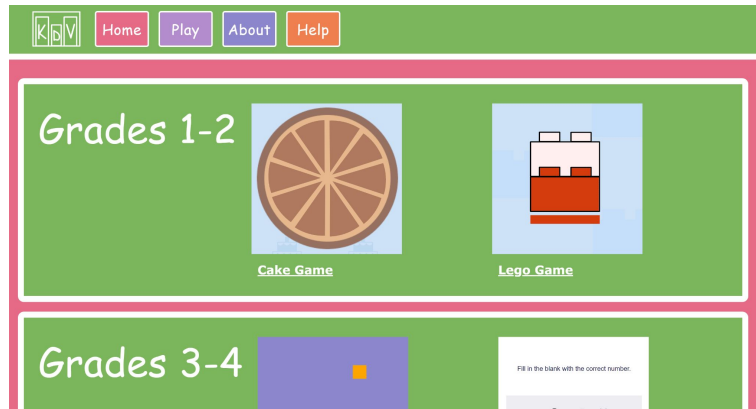 KDV Home Play About Help
Grades 1-2
Cake Game Lego Game
Grades 3-4
Fill in the blank with the correct number.